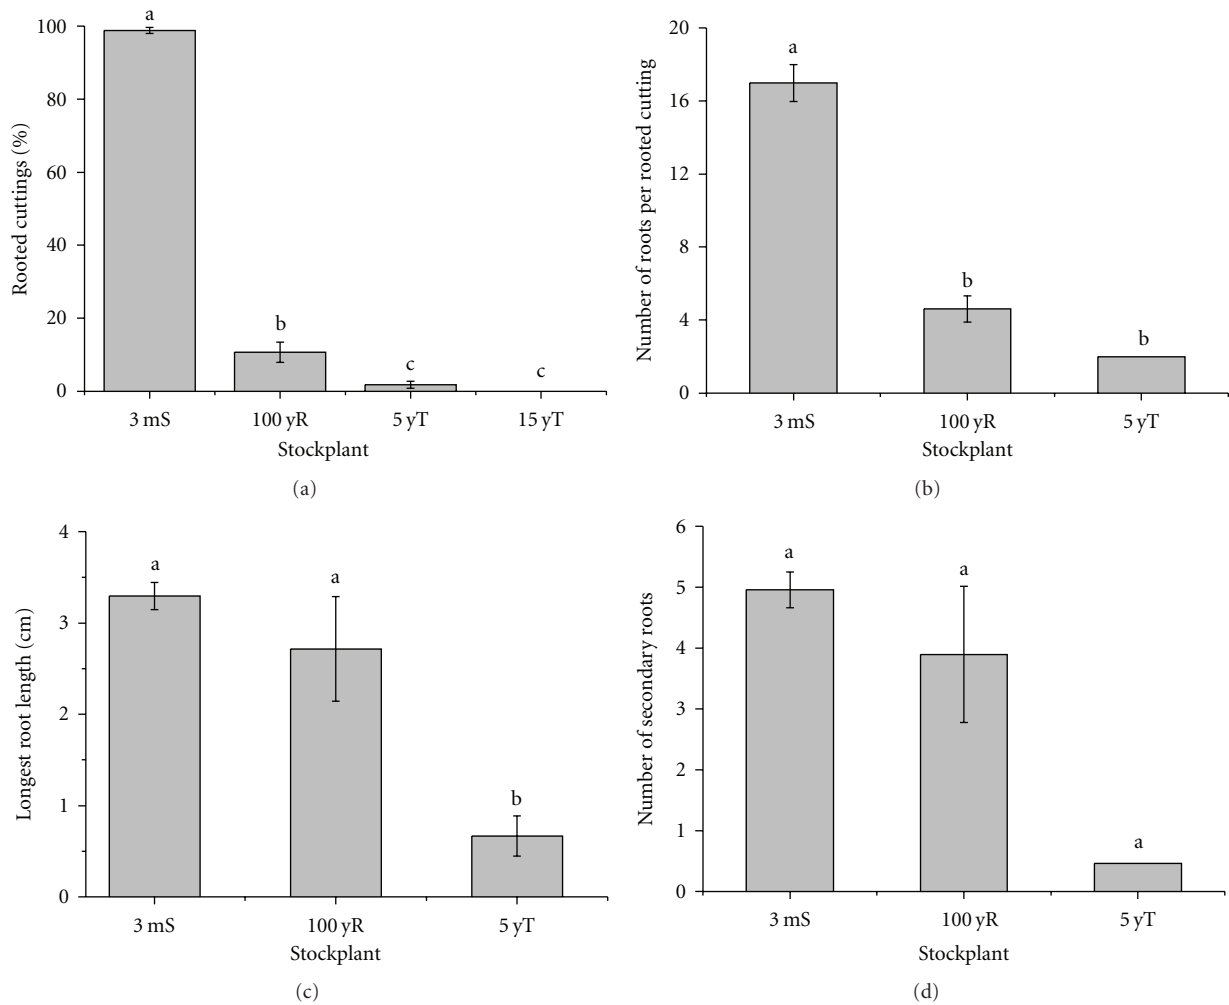 Rooted cuttings (%)
100
80
60
40
20
0
a
b
c
c
3 mS
100 yR
5 yT
15 yT
Stockplant
(a)
Number of roots per rooted cutting
20
16
12
8
4
0
a
b
b
3 mS
100 yR
5 yT
Stockplant
(b)
Longest root length (cm)
4
3
2
1
0
a
a
b
3 mS
100 yR
5 yT
Stockplant
(c)
Number of secondary roots
6
5
4
3
2
1
0
a
a
a
3 mS
100 yR
5 yT
Stockplant
(d)